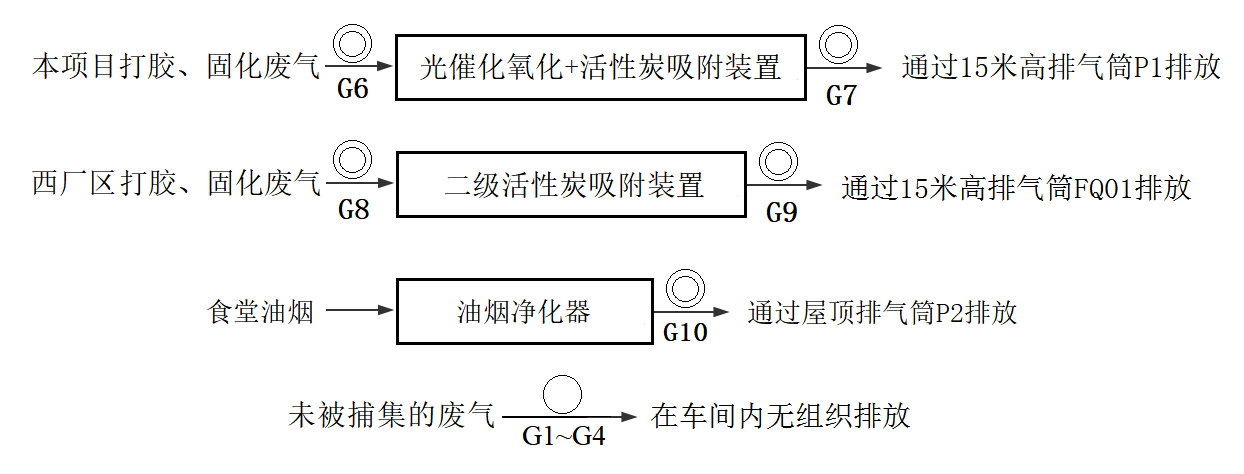 本项目打胶、固化废气 G6 光催化氧化+活性炭吸附装置 G7 通过15米高排气筒P1排放
西厂区打胶、固化废气 G8 二级活性炭吸附装置 G9 通过15米高排气筒FQ01排放
食堂油烟 油烟净化器 G10 通过屋顶排气筒P2排放
未被捕集的废气 G1~G4 在车间内无组织排放